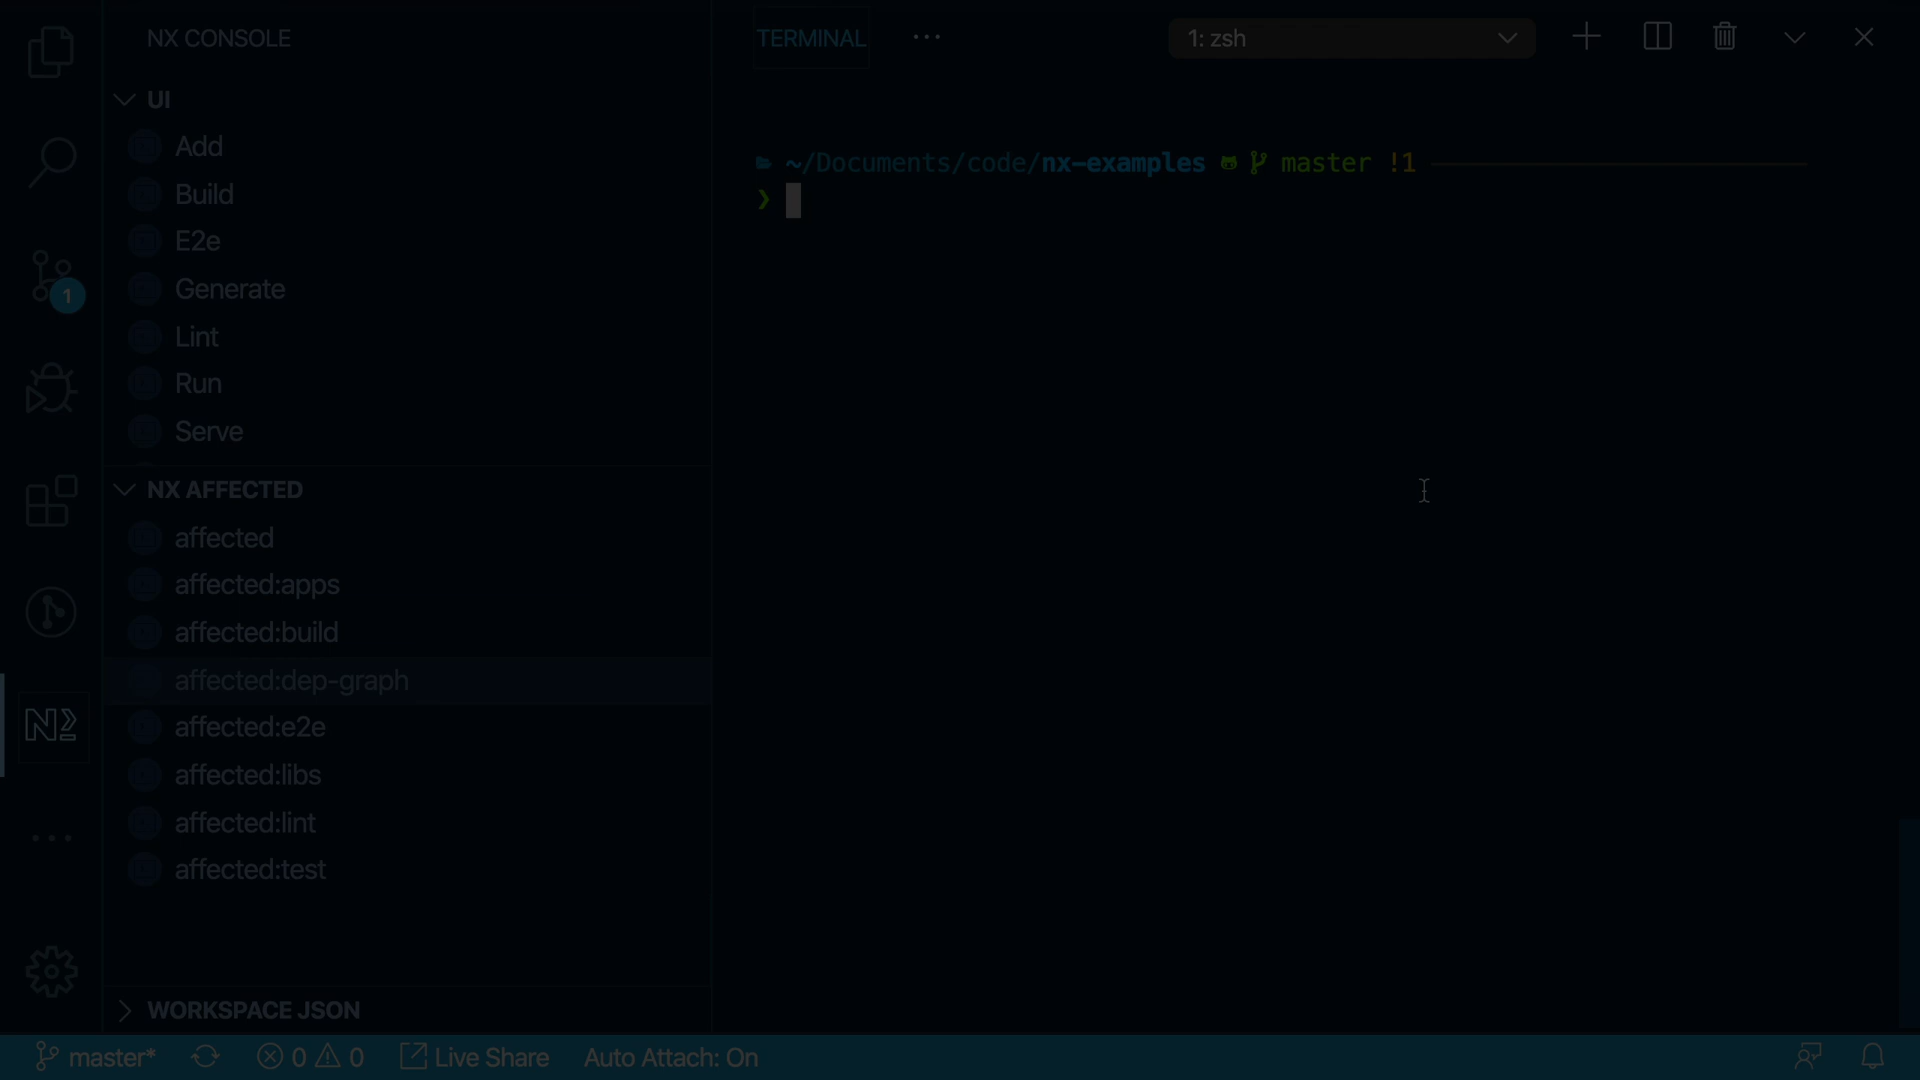 NX CONSOLE
UI
Add
Build
E2e
Generate
Lint
Run
Serve
NX AFFECTED
affected
affected:apps
affected:build
affected:dep-graph
affected:e2e
affected:libs
affected:lint
affected:test
WORKSPACE JSON
TERMINAL ···
1: zsh
~/Documents/code/nx-examples master !1
❯
1
master* 0 0 Live Share Auto Attach: On